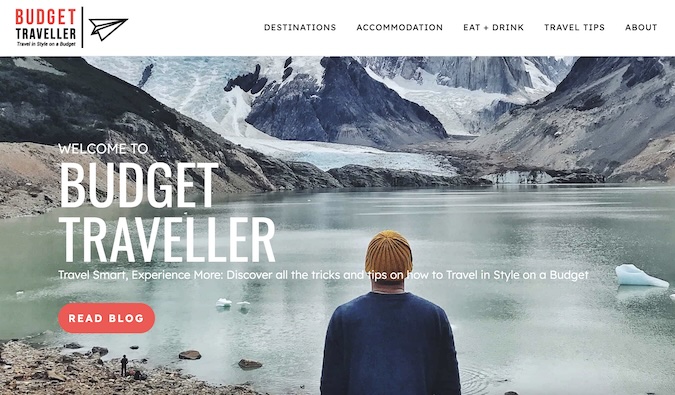 BUDGET
TRAVELLER
Travel in Style on a Budget
DESTINATIONS
ACCOMMODATION
EAT + DRINK
TRAVEL TIPS
ABOUT
WELCOME TO
BUDGET
TRAVELLER
Travel Smart, Experience More: Discover all the tricks and tips on how to Travel in Style on a Budget
READ BLOG